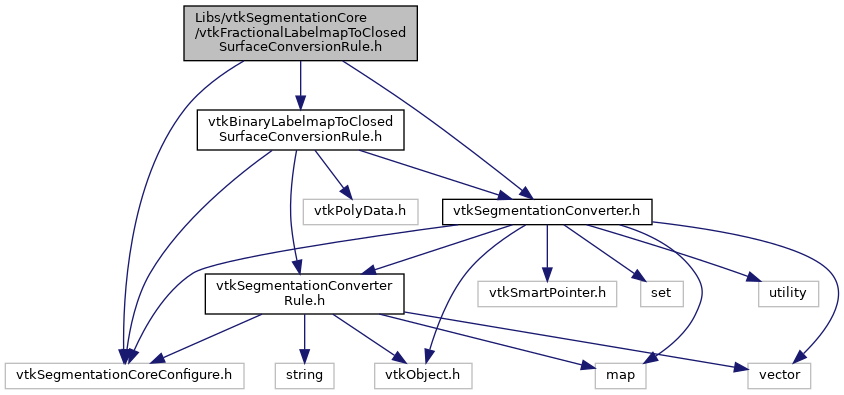 Libs/vtkSegmentationCore
/vtkFractionalLabelmapToClosed
SurfaceConversionRule.h
vtkBinaryLabelmapToClosed
SurfaceConversionRule.h
vtkPolyData.h
vtkSegmentationConverter.h
vtkSegmentationConverter
Rule.h
vtkSmartPointer.h
set
utility
vtkSegmentationCoreConfigure.h
string
vtkObject.h
map
vector